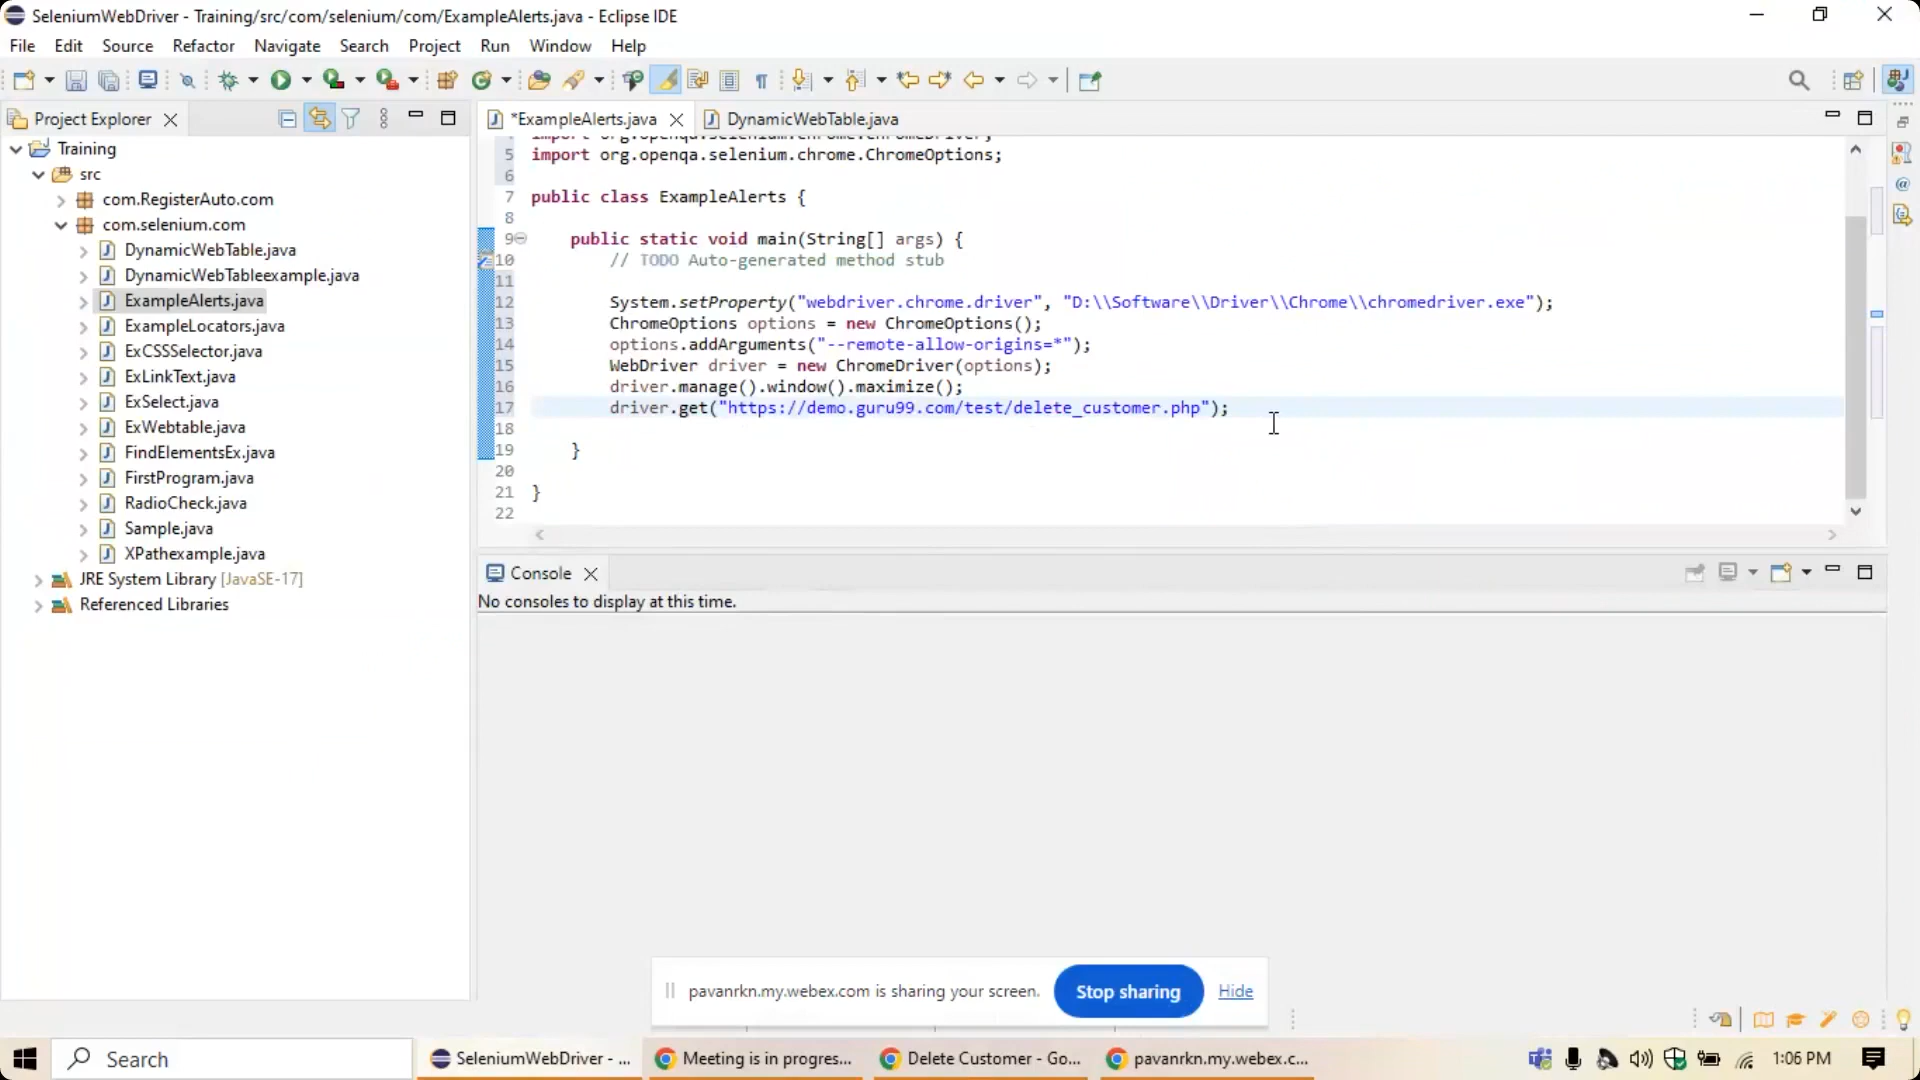 SeleniumWebDriver - Training/src/com/selenium/com/ExampleAlerts.java - Eclipse IDE
File Edit Source Refactor Navigate Search Project Run Window Help
Project Explorer
*ExampleAlerts.java
DynamicWebTable.java
Training
src
com.RegisterAuto.com
com.selenium.com
DynamicWebTable.java
DynamicWebTableexample.java
ExampleAlerts.java
ExampleLocators.java
ExCSSSelector.java
ExLinkText.java
ExSelect.java
ExWebtable.java
FindElementsEx.java
FirstProgram.java
RadioCheck.java
Sample.java
XPathexample.java
JRE System Library [JavaSE-17]
Referenced Libraries
4 import org.openqa.selenium.chrome.ChromeDriver;
5 import org.openqa.selenium.chrome.ChromeOptions;
6
7 public class ExampleAlerts {
8
9 public static void main(String[] args) {
10 // TODO Auto-generated method stub
11
12 System.setProperty("webdriver.chrome.driver", "D:\\Software\\Driver\\Chrome\\chromedriver.exe");
13 ChromeOptions options = new ChromeOptions();
14 options.addArguments("--remote-allow-origins=*");
15 WebDriver driver = new ChromeDriver(options);
16 driver.manage().window().maximize();
17 driver.get("https://demo.guru99.com/test/delete_customer.php");
18
19 }
20
21 }
22
Console
No consoles to display at this time.
pavanrkn.my.webex.com is sharing your screen. Stop sharing Hide
Search
SeleniumWebDriver - ...
Meeting is in progres...
Delete Customer - Go...
pavanrkn.my.webex.c...
1:06 PM